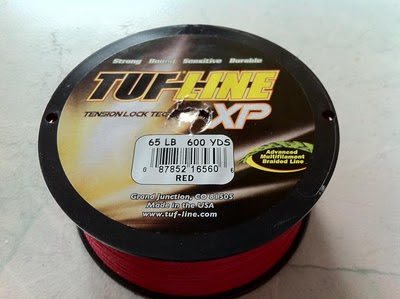 Strong Round Sensitive Durable
TUF-LINE
TENSION LOCK XP
65 LB 600 YDS
0 87852 16560 6
RED
Advanced
Multifilament
Braided Line
Grand Junction, CO 81505
Made in the USA
www.tuf-line.com